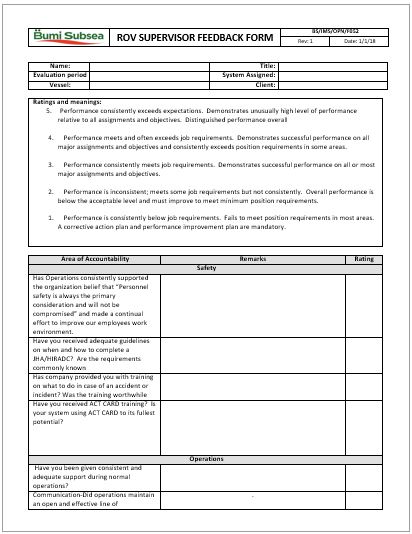 Bumi Subsea
ROV SUPERVISOR FEEDBACK FORM
BS/IMS/OPN/F052
Rev: 1 Date: 1/1/18
Name: Title:
Evaluation period System Assigned:
Vessel: Client:
Ratings and meanings:
5. Performance consistently exceeds expectations. Demonstrates unusually high level of performance
relative to all assignments and objectives. Distinguished performance overall
4. Performance meets and often exceeds job requirements. Demonstrates successful performance on all
major assignments and objectives and consistently exceeds position requirements in some areas.
3. Performance consistently meets job requirements. Demonstrates successful performance on all or most
major assignments and objectives.
2. Performance is inconsistent; meets some job requirements but not consistently. Overall performance is
below the acceptable level and must improve to meet minimum position requirements.
1. Performance is consistently below job requirements. Fails to meet position requirements in most areas.
A corrective action plan and performance improvement plan are mandatory.
Area of Accountability Remarks Rating
Safety
Has Operations consistently supported
the organization belief that "Personnel
safety is always the primary
consideration and will not be
compromised" and made a continual
effort to improve our employees work
environment.
Have you received adequate guidelines
on when and how to complete a
JHA/HIRADC? Are the requirements
commonly known
Has company provided you with training
on what to do in case of an accident or
incident? Was the training worthwhile
Have you received ACT CARD training? Is
your system using ACT CARD to its fullest
potential?
Operations
Have you been given consistent and
adequate support during normal
operations?
Communication-Did operations maintain
an open and effective line of